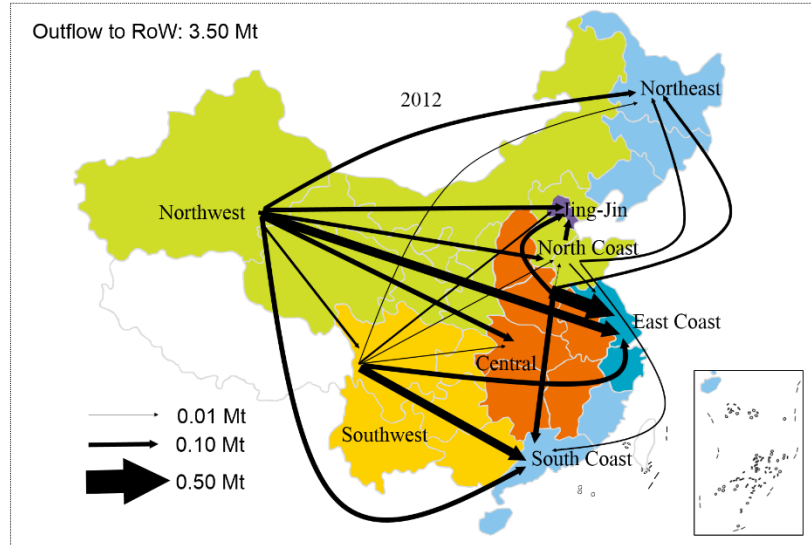 Outflow to RoW: 3.50 Mt
2012
Northeast
Northwest
Jing-Jin
North Coast
East Coast
Central
Southwest
South Coast
0.01 Mt
0.10 Mt
0.50 Mt